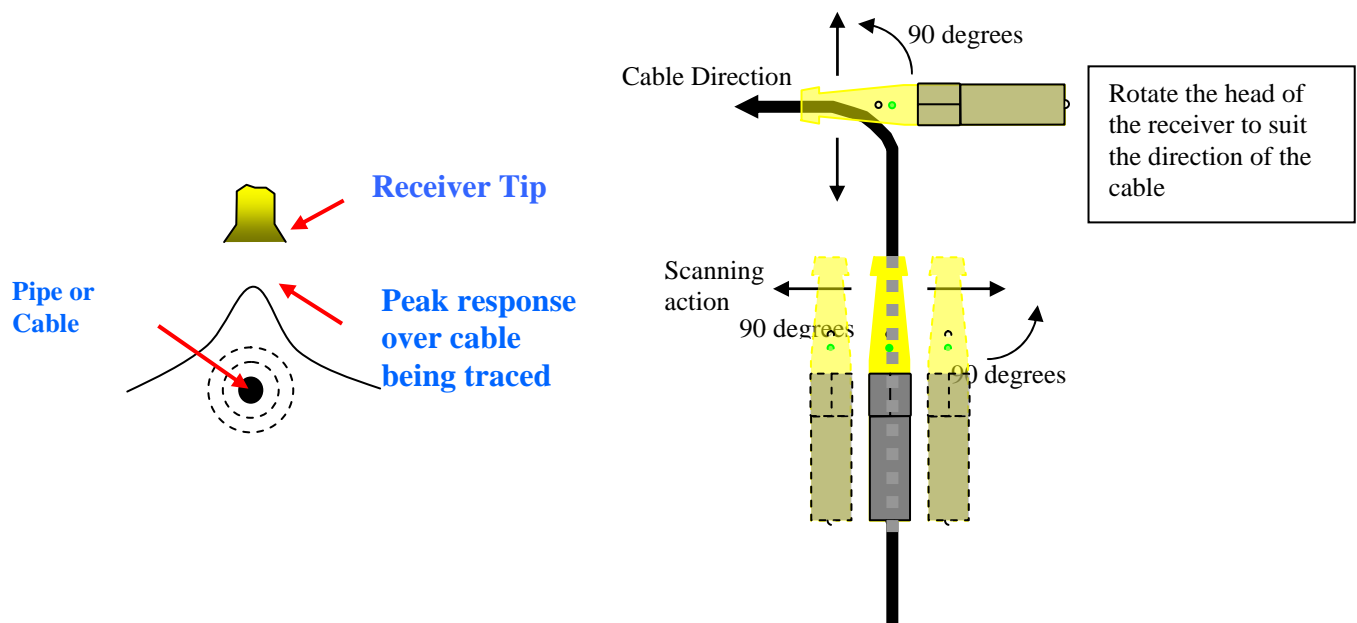 Receiver Tip
Pipe or
Cable
Peak response
over cable
being traced
90 degrees
Cable Direction
Rotate the head of
the receiver to suit
the direction of the
cable
Scanning
action
90 degrees
90 degrees